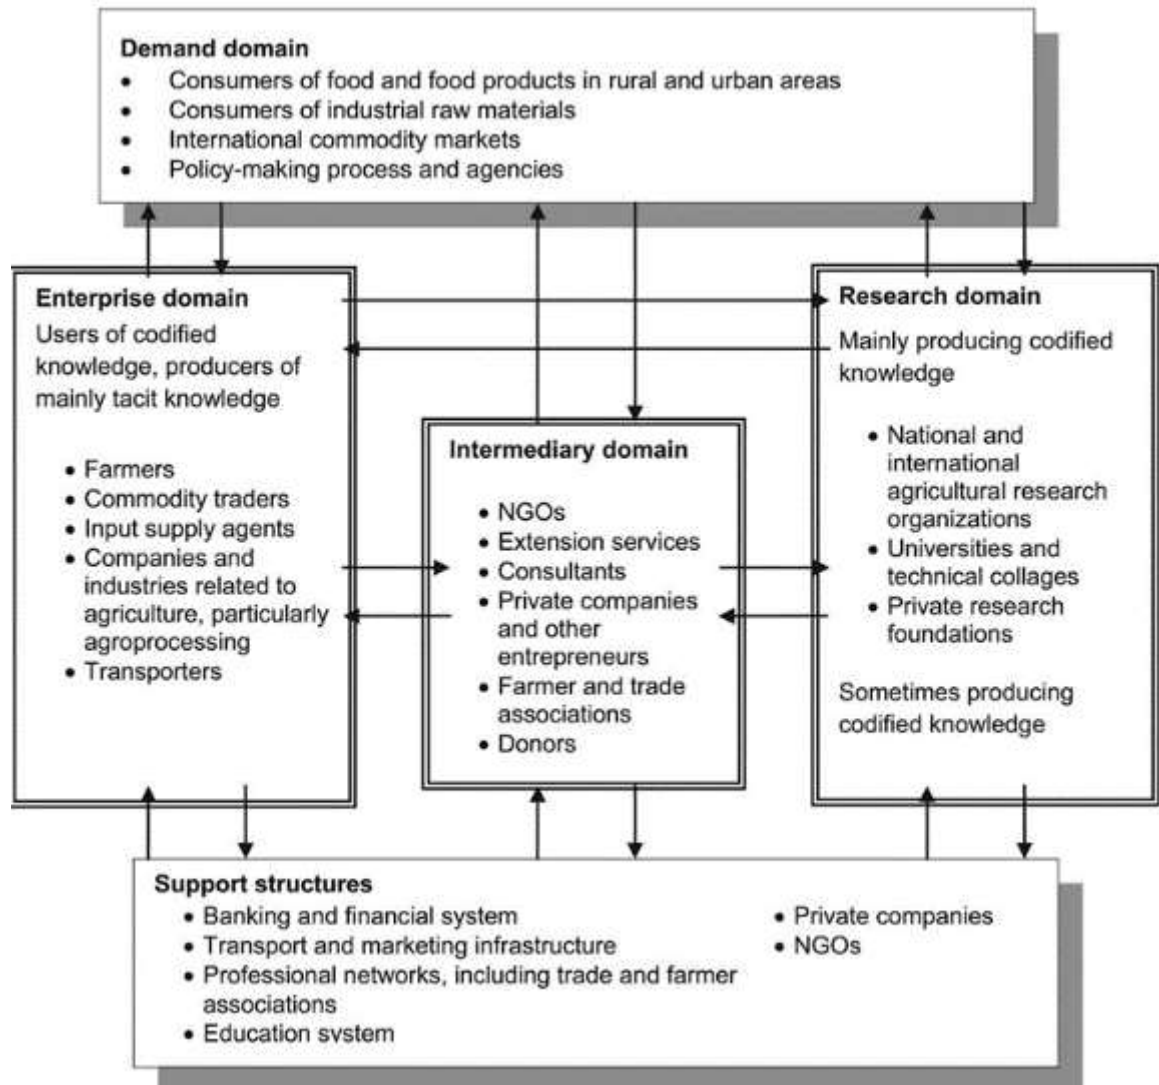 Demand domain
• Consumers of food and food products in rural and urban areas
• Consumers of industrial raw materials
• International commodity markets
• Policy-making process and agencies
Enterprise domain
Users of codified
knowledge, producers of
mainly tacit knowledge
• Farmers
• Commodity traders
• Input supply agents
• Companies and
industries related to
agriculture, particularly
agroprocessing
• Transporters
Intermediary domain
• NGOs
• Extension services
• Consultants
• Private companies
and other
entrepreneurs
• Farmer and trade
associations
• Donors
Research domain
Mainly producing codified
knowledge
• National and
international
agricultural research
organizations
• Universities and
technical collages
• Private research
foundations
Sometimes producing
codified knowledge
Support structures
• Banking and financial system
• Transport and marketing infrastructure
• Professional networks, including trade and farmer
associations
• Education system
• Private companies
• NGOs